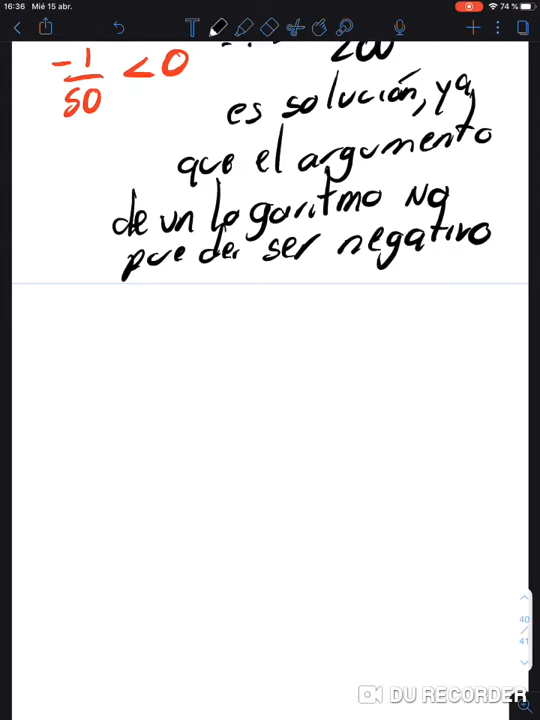 16:36 Mié 15 abr.
74 %
T
-1/50 < 0
200
es solución, ya
que el argumento
de un logaritmo No
puede ser negativo
40
/
41
DU RECORDER